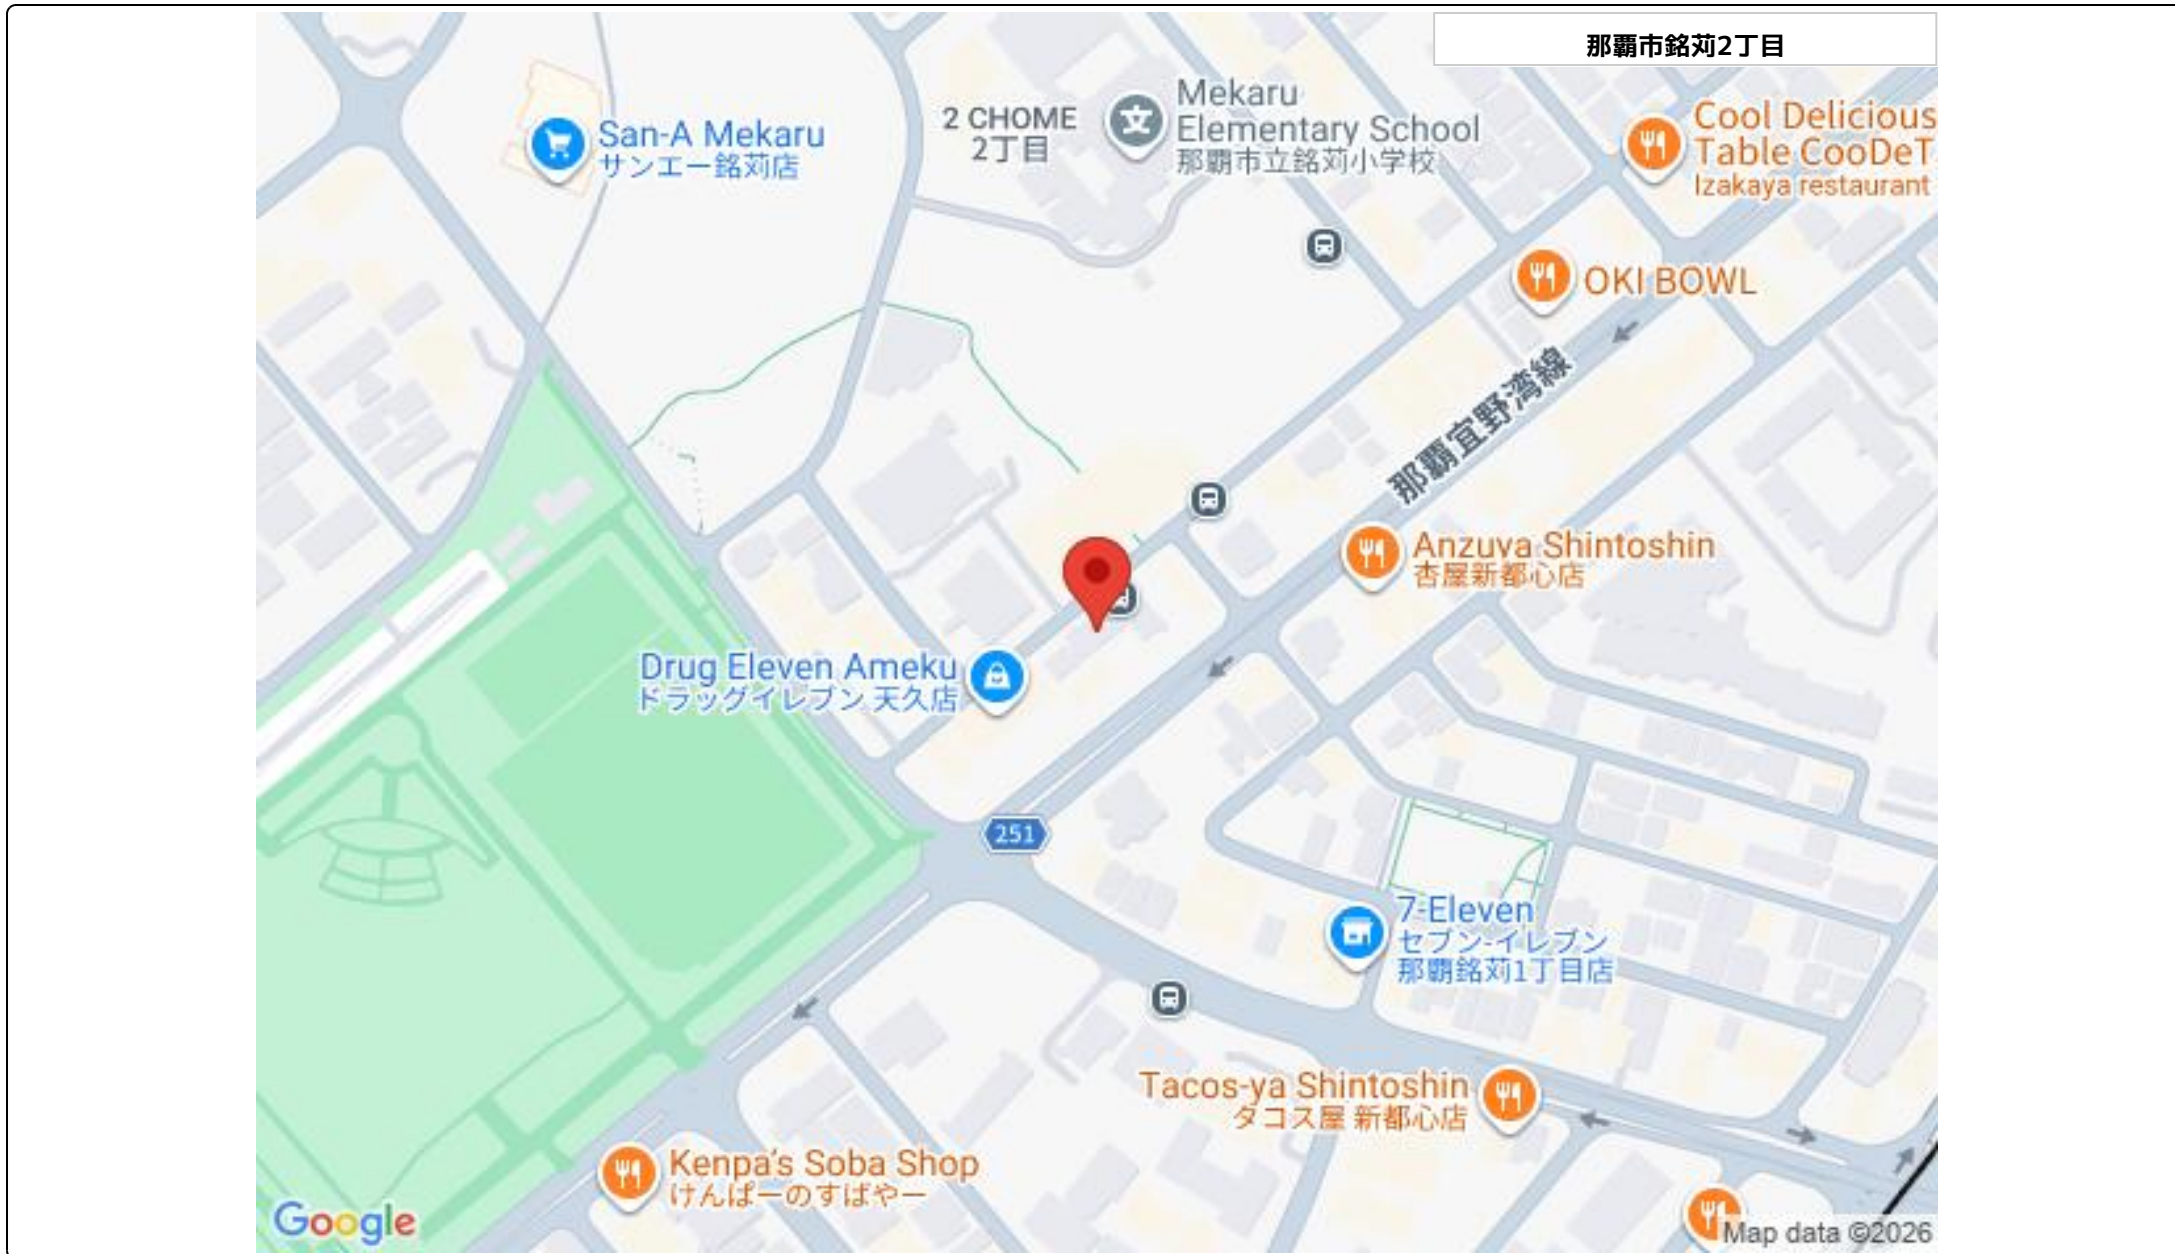 那覇市銘苅2丁目
San-A Mekaru
サンエー銘苅店
2 CHOME
2丁目
Mekaru
Elementary School
那覇市立銘苅小学校
Cool Delicious
Table CooDeT
Izakaya restaurant
OKI BOWL
那覇宜野湾線
Anzuya Shintoshin
杏屋新都心店
Drug Eleven Ameku
ドラッグイレブン 天久店
251
7-Eleven
セブン-イレブン
那覇銘苅1丁目店
Tacos-ya Shintoshin
タコス屋 新都心店
Kenpa's Soba Shop
けんぱーのすばやー
Google
Map data ©2026